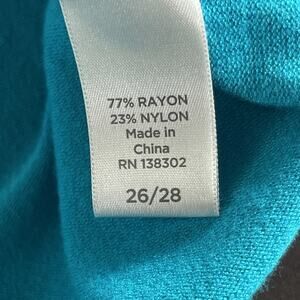 77% RAYON
23% NYLON
Made in
China
RN 138302
26/28